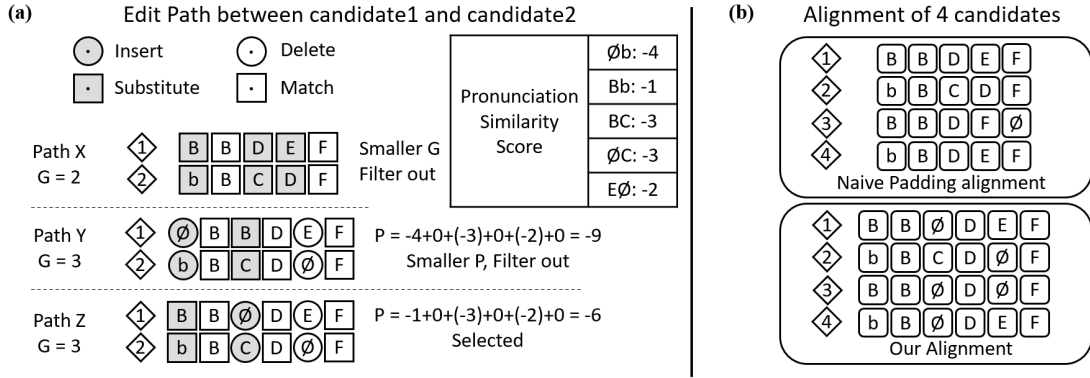 (a) Edit Path between candidate1 and candidate2
Insert Delete
Substitute Match
Pronunciation
Similarity
Score
Øb: -4
Bb: -1
BC: -3
ØC: -3
EØ: -2
Path X
G = 2
1 B B D E F
2 b B C D F
Smaller G
Filter out
Path Y
G = 3
1 Ø B B D E F
2 b B C D Ø F
P = -4+0+(-3)+0+(-2)+0 = -9
Smaller P, Filter out
Path Z
G = 3
1 B B Ø D E F
2 b B C D Ø F
P = -1+0+(-3)+0+(-2)+0 = -6
Selected
(b) Alignment of 4 candidates
1 B B D E F
2 b B C D F
3 B B D F Ø
4 b B D E F
Naive Padding alignment
1 B B Ø D E F
2 b B C D Ø F
3 B B Ø D Ø F
4 b B Ø D E F
Our Alignment